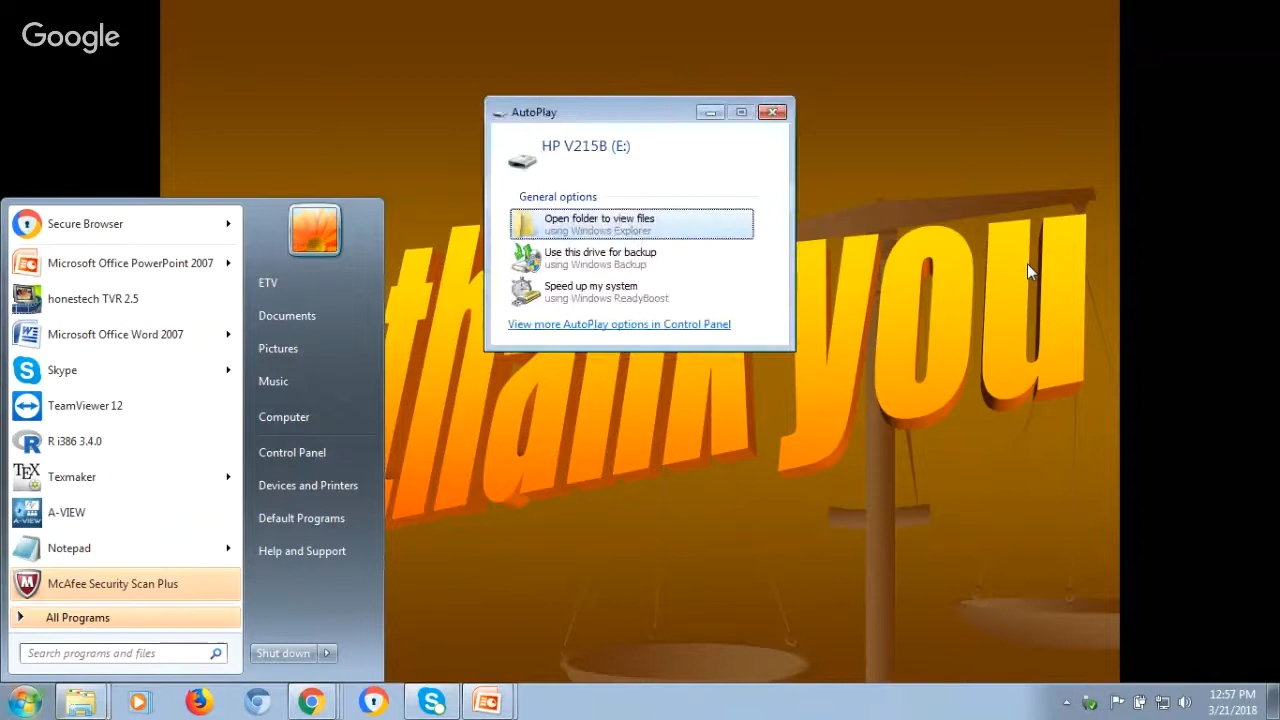 Google
AutoPlay
HP V215B (E:)
General options
Open folder to view files
using Windows Explorer
Use this drive for backup
using Windows Backup
Speed up my system
using Windows ReadyBoost
View more AutoPlay options in Control Panel
thank you
Secure Browser
Microsoft Office PowerPoint 2007
honestech TVR 2.5
Microsoft Office Word 2007
Skype
TeamViewer 12
R i386 3.4.0
TEX
Texmaker
A-VIEW
A-VIEW
Notepad
McAfee Security Scan Plus
All Programs
Search programs and files
ETV
Documents
Pictures
Music
Computer
Control Panel
Devices and Printers
Default Programs
Help and Support
Shut down
12:57 PM
3/21/2018